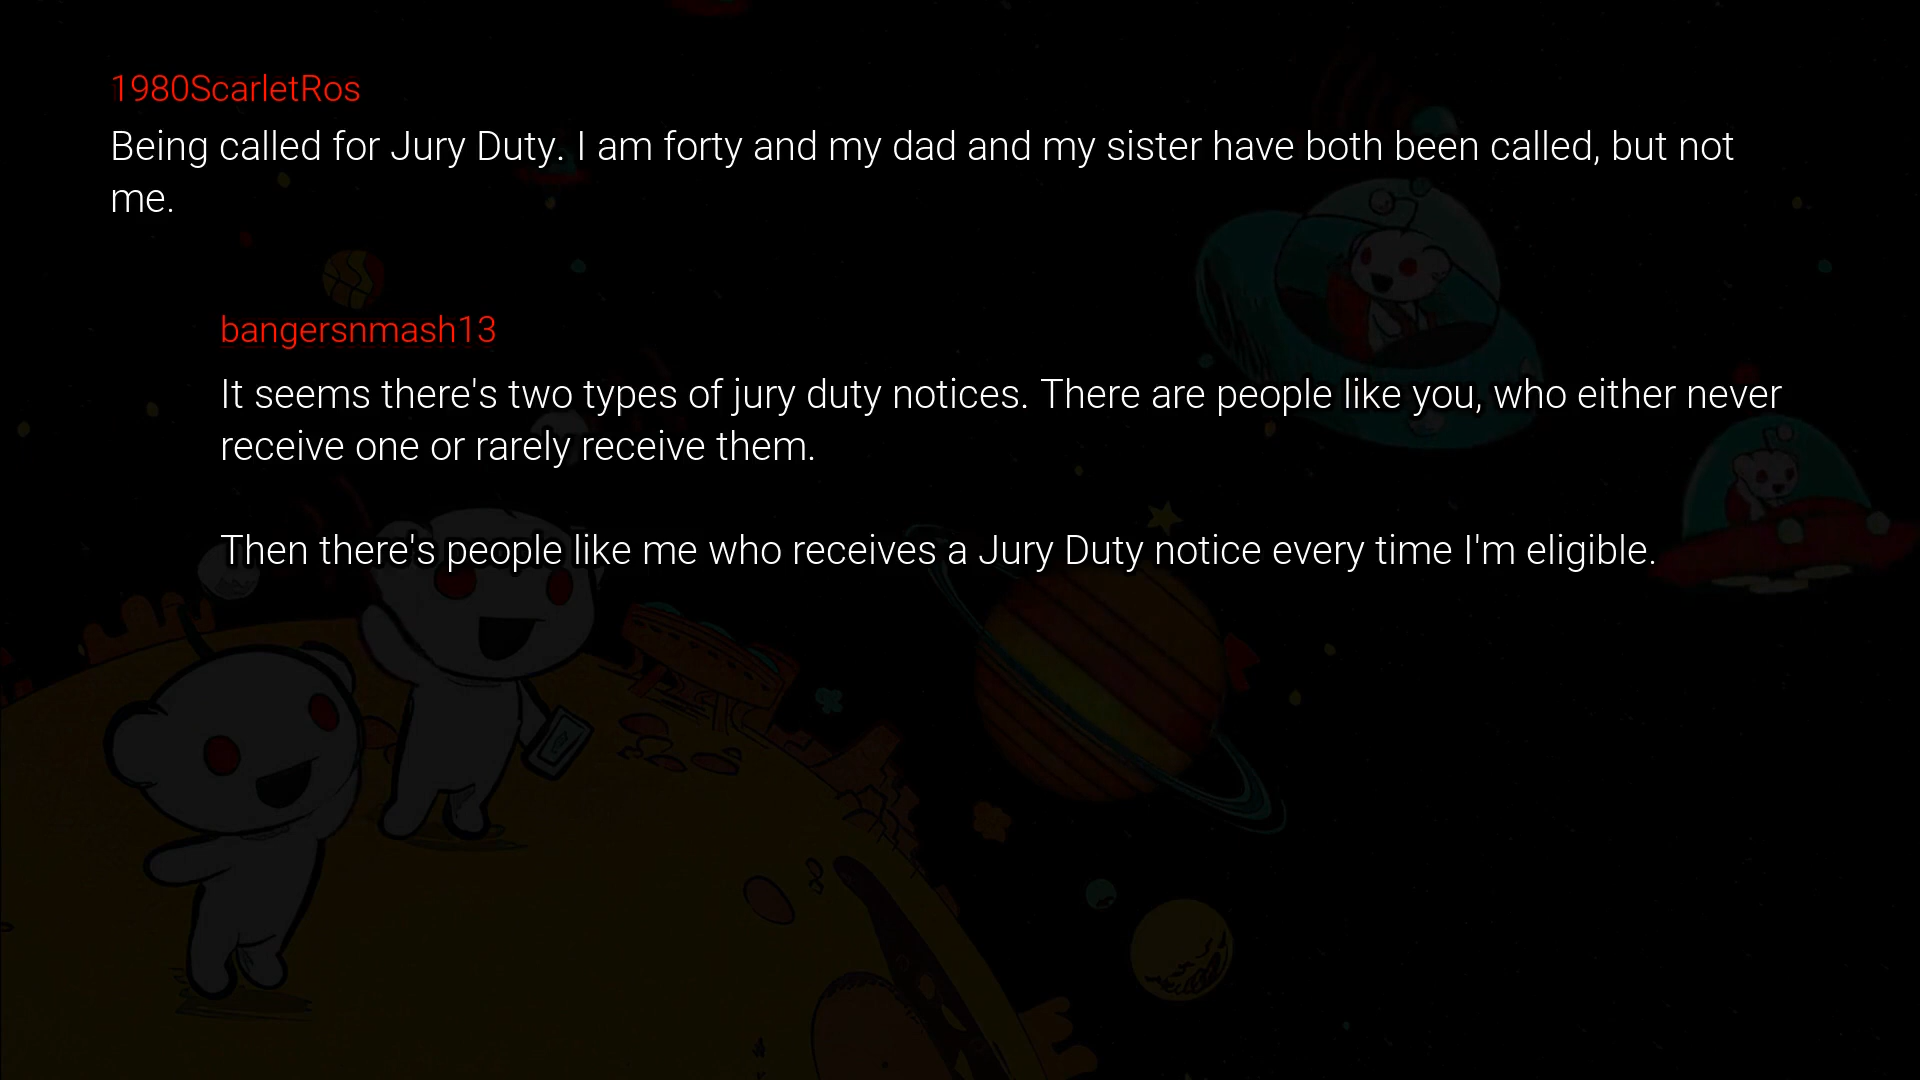 1980ScarletRos
Being called for Jury Duty. I am forty and my dad and my sister have both been called, but not
me.
bangersnmash13
It seems there's two types of jury duty notices. There are people like you, who either never
receive one or rarely receive them.
Then there's people like me who receives a Jury Duty notice every time I'm eligible.